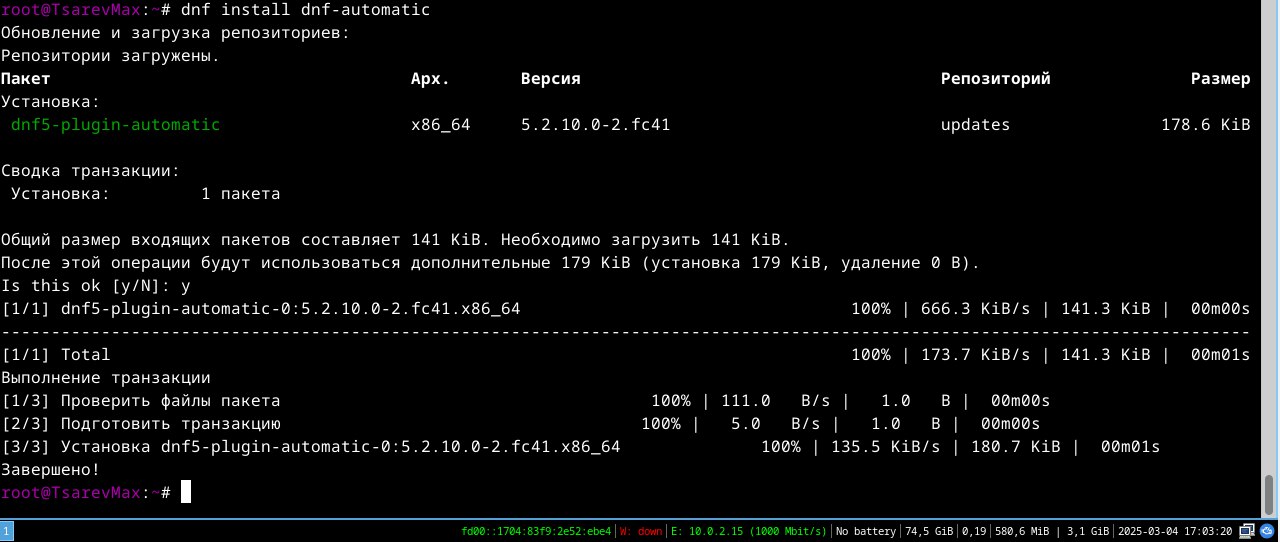 root@TsarevMax:~# dnf install dnf-automatic
Обновление и загрузка репозиториев:
Репозитории загружены.
Пакет Арх. Версия Репозиторий Размер
Установка:
dnf5-plugin-automatic x86_64 5.2.10.0-2.fc41 updates 178.6 KiB
Сводка транзакции:
Установка: 1 пакета
Общий размер входящих пакетов составляет 141 KiB. Необходимо загрузить 141 KiB.
После этой операции будут использоваться дополнительные 179 KiB (установка 179 KiB, удаление 0 B).
Is this ok [y/N]: y
[1/1] dnf5-plugin-automatic-0:5.2.10.0-2.fc41.x86_64 100% | 666.3 KiB/s | 141.3 KiB | 00m00s
-----------------------------------------------------------------------------------------------------------------------------
[1/1] Total 100% | 173.7 KiB/s | 141.3 KiB | 00m01s
Выполнение транзакции
[1/3] Проверить файлы пакета 100% | 111.0 B/s | 1.0 B | 00m00s
[2/3] Подготовить транзакцию 100% | 5.0 B/s | 1.0 B | 00m00s
[3/3] Установка dnf5-plugin-automatic-0:5.2.10.0-2.fc41.x86_64 100% | 135.5 KiB/s | 180.7 KiB | 00m01s
Завершено!
root@TsarevMax:~#
1 fd00::1704:83f9:2e52:ebe4 | W: down | E: 10.0.2.15 (1000 Mbit/s) | No battery | 74,5 GiB | 0,19 | 580,6 MiB | 3,1 GiB | 2025-03-04 17:03:20